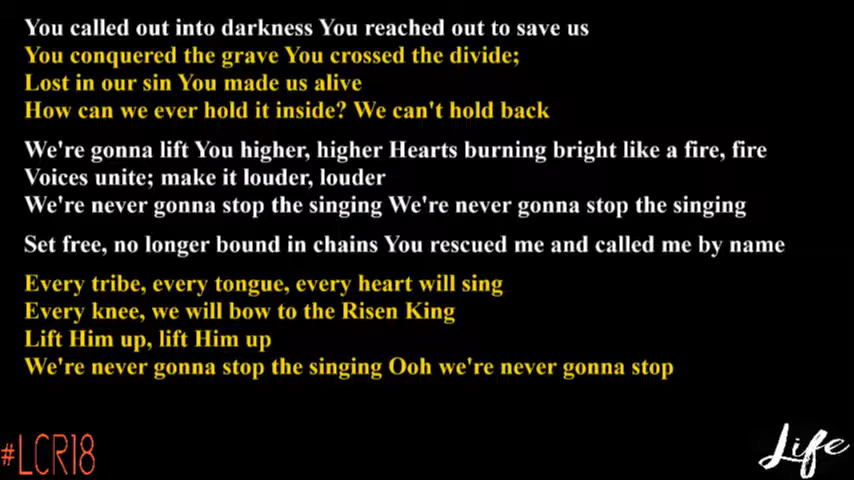 You called out into darkness You reached out to save us
You conquered the grave You crossed the divide;
Lost in our sin You made us alive
How can we ever hold it inside? We can't hold back
We're gonna lift You higher, higher Hearts burning bright like a fire, fire
Voices unite; make it louder, louder
We're never gonna stop the singing We're never gonna stop the singing
Set free, no longer bound in chains You rescued me and called me by name
Every tribe, every tongue, every heart will sing
Every knee, we will bow to the Risen King
Lift Him up, lift Him up
We're never gonna stop the singing Ooh we're never gonna stop
#LCR18
Life